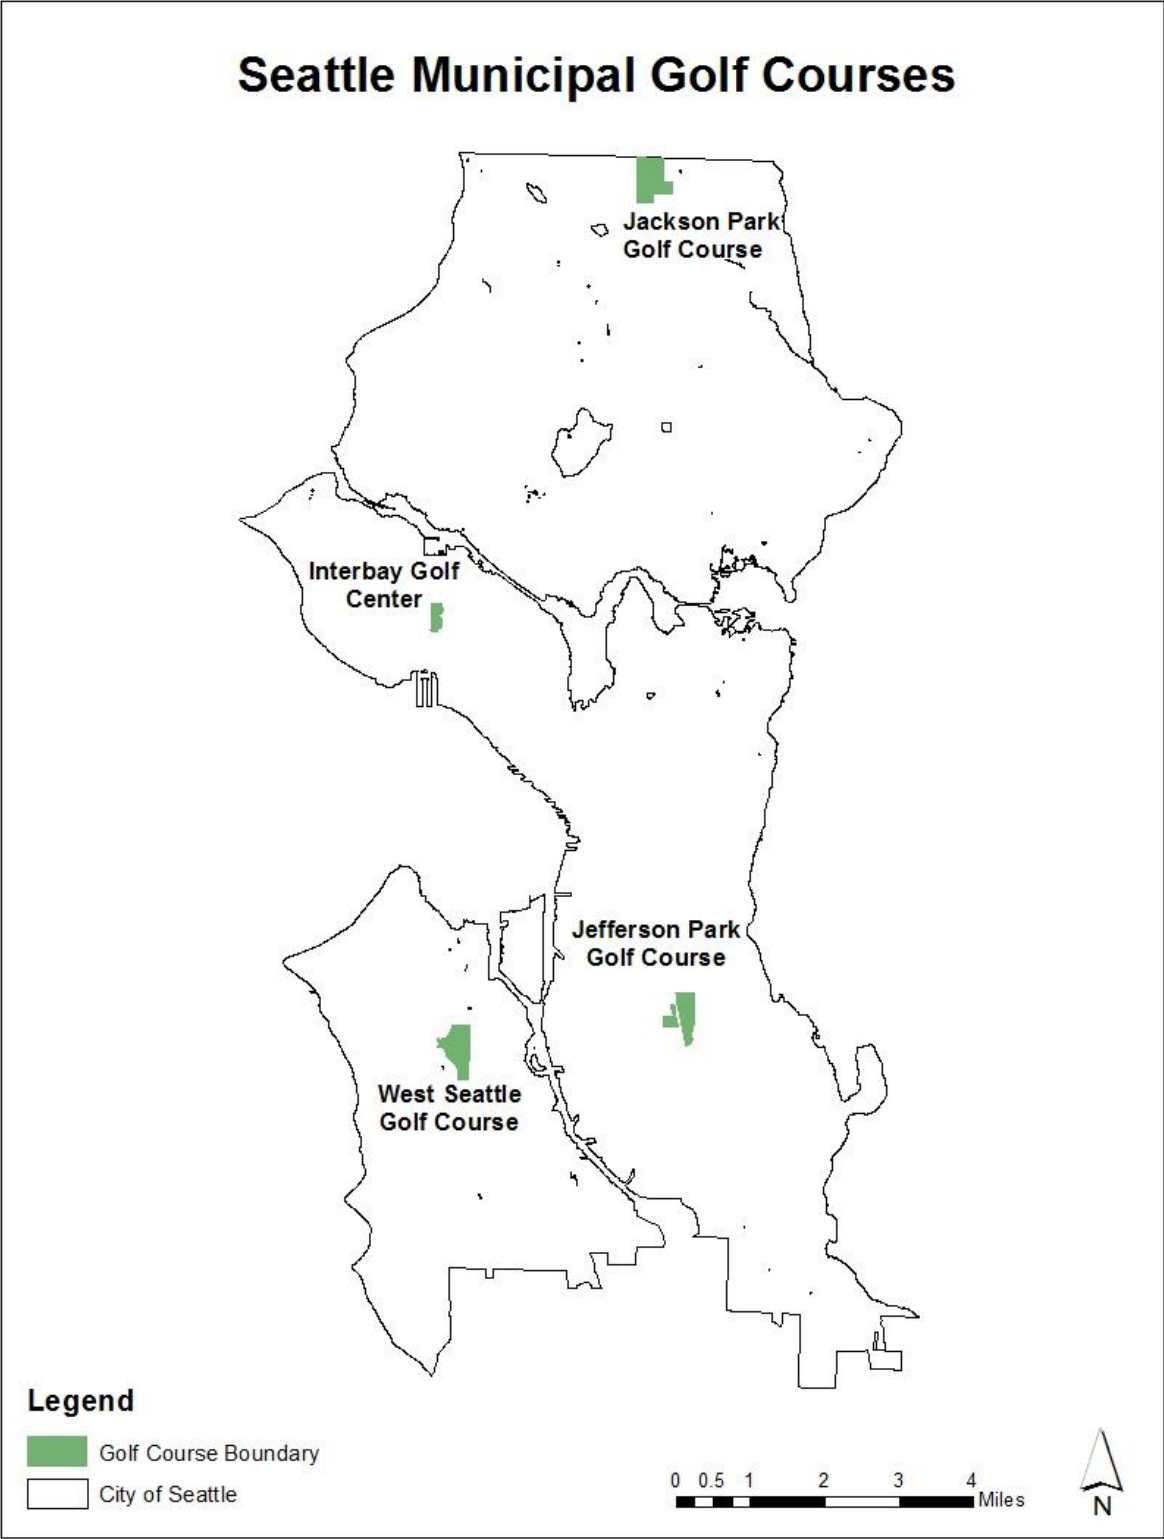 Seattle Municipal Golf Courses
Jackson Park
Golf Course
Interbay Golf
Center
Jefferson Park
Golf Course
West Seattle
Golf Course
Legend
Golf Course Boundary
City of Seattle
0 0.5 1 2 3 4
Miles
N